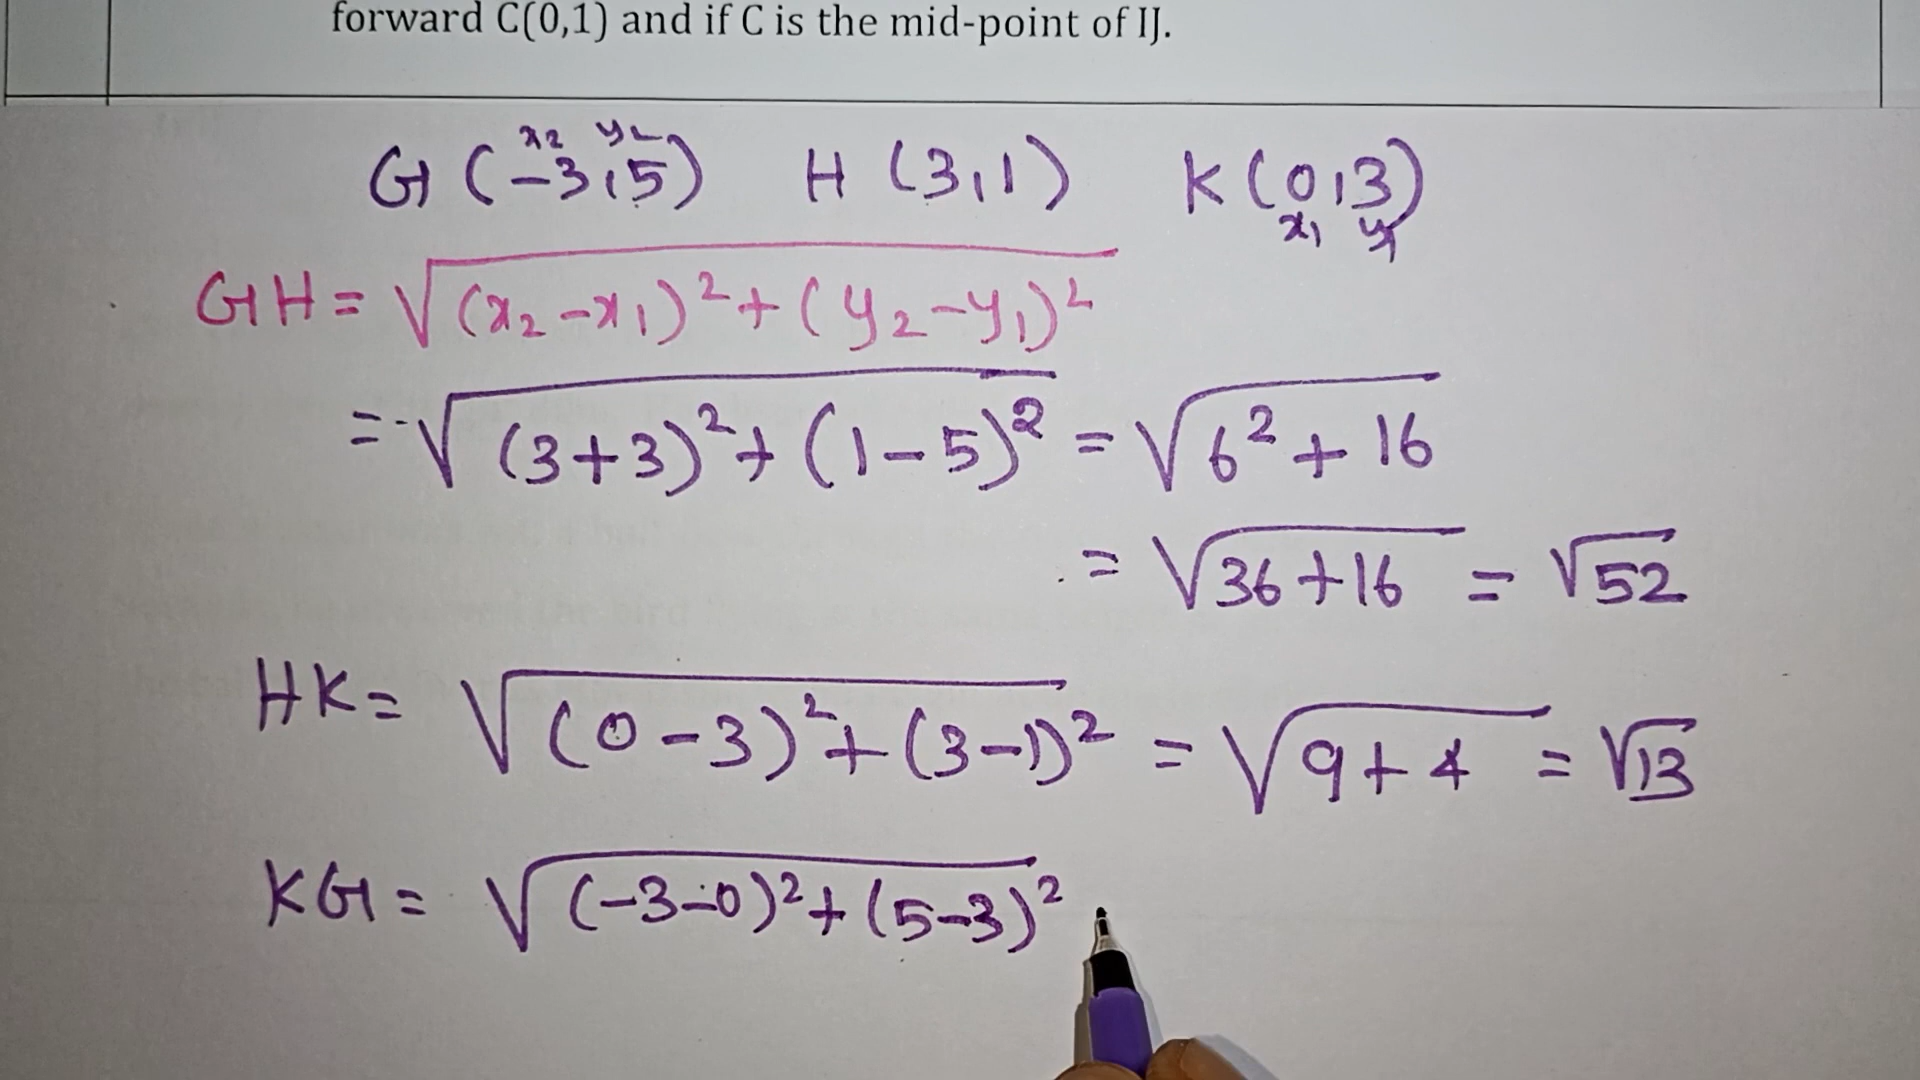 forward C(0,1) and if C is the mid-point of IJ.
x₂ y₂
G (-3,5) H (3,1) K (0,3)
x₁ y₁
GH = √(x₂-x₁)² + (y₂-y₁)²
= √(3+3)² + (1-5)² = √6² + 16
= √36+16 = √52
HK = √(0-3)² + (3-1)² = √9+4 = √13
KG = √(-3-0)² + (5-3)²